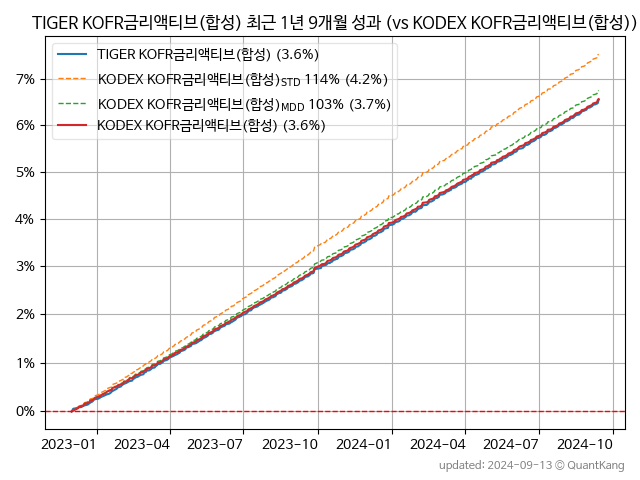 TIGER KOFR금리액티브(합성) 최근 1년 9개월 성과 (vs KODEX KOFR금리액티브(합성))
TIGER KOFR금리액티브(합성) (3.6%)
KODEX KOFR금리액티브(합성)STD 114% (4.2%)
KODEX KOFR금리액티브(합성)MDD 103% (3.7%)
KODEX KOFR금리액티브(합성) (3.6%)
7%
6%
5%
4%
3%
2%
1%
0%
2023-01 2023-04 2023-07 2023-10 2024-01 2024-04 2024-07 2024-10
updated: 2024-09-13 © QuantKang